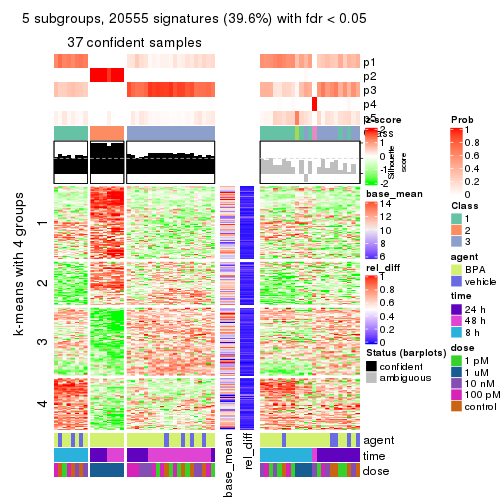 5 subgroups, 20555 signatures (39.6%) with fdr < 0.05
37 confident samples
p1
p2
p3
p4
p5
Class
Silhouette
score
1
2
3
4
k-means with 4 groups
base_mean
rel_diff
agent
time
dose
z-score
2
1
0
-1
-2
base_mean
14
12
10
8
6
rel_diff
1
0.8
0.6
0.4
0.2
0
Status (barplots)
confident
ambiguous
Prob
1
0.8
0.6
0.4
0.2
0
Class
1
2
3
agent
BPA
vehicle
time
24 h
48 h
8 h
dose
1 pM
1 uM
10 nM
100 pM
control